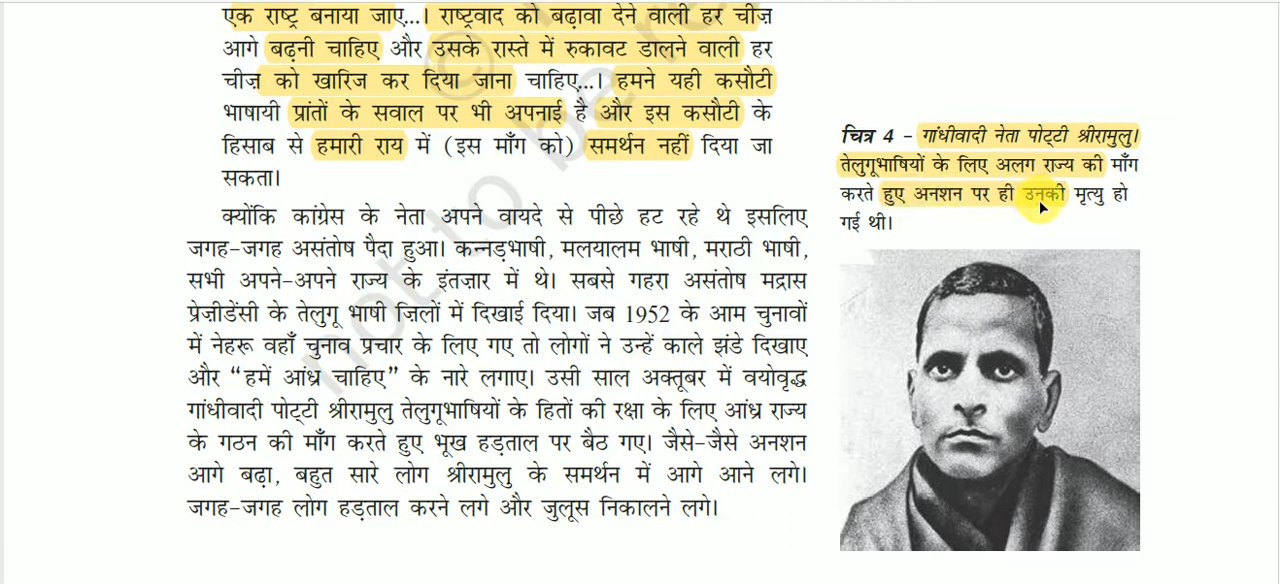 एक राष्ट्र बनाया जाए...। राष्ट्रवाद को बढ़ावा देने वाली हर चीज़
आगे बढ़नी चाहिए और उसके रास्ते में रुकावट डालने वाली हर
चीज़ को खारिज कर दिया जाना चाहिए...। हमने यही कसौटी
भाषायी प्रांतों के सवाल पर भी अपनाई है और इस कसौटी के
हिसाब से हमारी राय में (इस माँग को) समर्थन नहीं दिया जा
सकता।
क्योंकि कांग्रेस के नेता अपने वायदे से पीछे हट रहे थे इसलिए
जगह-जगह असंतोष पैदा हुआ। कन्नड़भाषी, मलयालम भाषी, मराठी भाषी,
सभी अपने-अपने राज्य के इंतज़ार में थे। सबसे गहरा असंतोष मद्रास
प्रेज़ीडेंसी के तेलुगू भाषी ज़िलों में दिखाई दिया। जब 1952 के आम चुनावों
में नेहरू वहाँ चुनाव प्रचार के लिए गए तो लोगों ने उन्हें काले झंडे दिखाए
और “हमें आंध्र चाहिए” के नारे लगाए। उसी साल अक्तूबर में वयोवृद्ध
गांधीवादी पोट्टी श्रीरामुलु तेलुगूभाषियों के हितों की रक्षा के लिए आंध्र राज्य
के गठन की माँग करते हुए भूख हड़ताल पर बैठ गए। जैसे-जैसे अनशन
आगे बढ़ा, बहुत सारे लोग श्रीरामुलु के समर्थन में आगे आने लगे।
जगह-जगह लोग हड़ताल करने लगे और जुलूस निकालने लगे।
चित्र 4 – गांधीवादी नेता पोट्टी श्रीरामुलु।
तेलुगूभाषियों के लिए अलग राज्य की माँग
करते हुए अनशन पर ही उनकी मृत्यु हो
गई थी।
not to be re